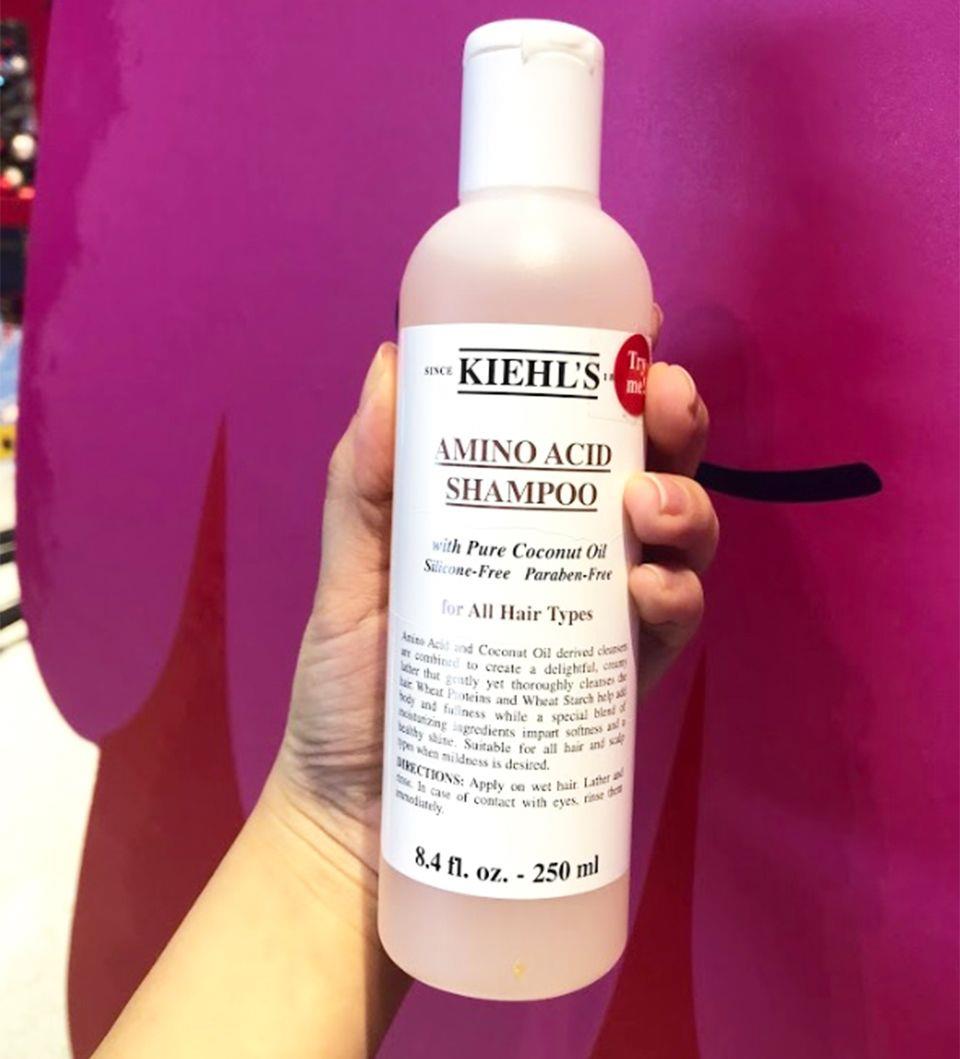 SINCE KIEHL'S
Try
me!
AMINO ACID
SHAMPOO
with Pure Coconut Oil
Silicone-Free Paraben-Free
for All Hair Types
Amino Acid and Coconut Oil derived cleansers
are combined to create a delightful, creamy
lather that gently yet thoroughly cleanses the
hair. Wheat Proteins and Wheat Starch help add
body and fullness while a special blend of
moisturizing ingredients impart softness and a
healthy shine. Suitable for all hair and scalp
types when mildness is desired.
DIRECTIONS: Apply on wet hair. Lather and
rinse. In case of contact with eyes, rinse them
immediately.
8.4 fl. oz. - 250 ml